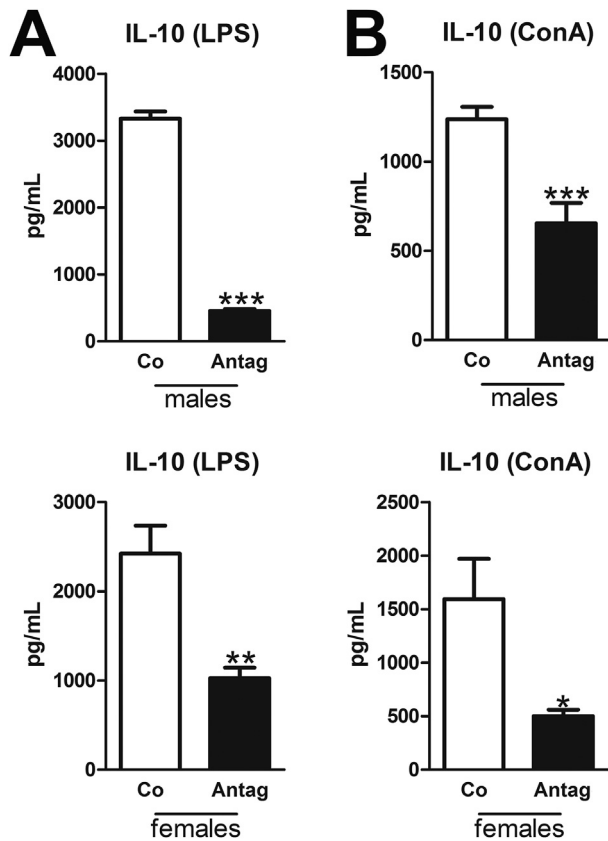 A
IL-10 (LPS)
pg/mL
4000
3000
2000
1000
0
***
Co Antag
males
B
IL-10 (ConA)
pg/mL
1500
1000
500
0
***
Co Antag
males
IL-10 (LPS)
pg/mL
3000
2000
1000
0
**
Co Antag
females
IL-10 (ConA)
pg/mL
2500
2000
1500
1000
500
0
*
Co Antag
females